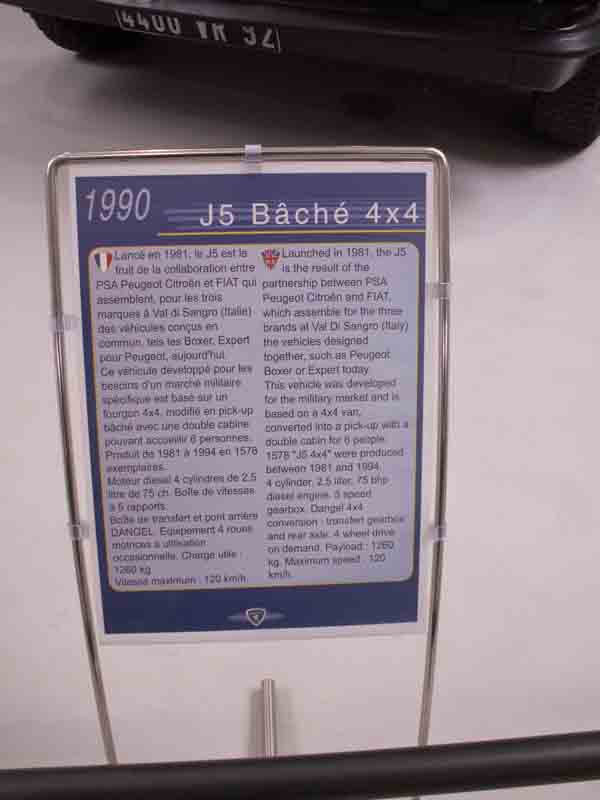 4400 VR 92
1990
J5 Bâché 4x4
Lancé en 1981, le J5 est le
fruit de la collaboration entre
PSA Peugeot Citroën et FIAT qui
assemblent, pour les trois
marques à Val di Sangro (Italie)
des véhicules conçus en
commun, tels les Boxer, Expert
pour Peugeot, aujourd'hui.
Ce véhicule développé pour les
besoins d'un marché militaire
spécifique est basé sur un
fourgon 4x4, modifié en pick-up
bâché avec une double cabine
pouvant accueillir 6 personnes.
Produit de 1981 à 1994 en 1578
exemplaires.
Moteur diesel 4 cylindres de 2,5
litre de 75 ch. Boîte de vitesses
à 5 rapports.
Boîte de transfert et pont arrière
DANGEL. Equipement 4 roues
motrices à utilisation
occasionnelle. Charge utile :
1260 kg
Vitesse maximum : 120 km/h.
Launched in 1981, the J5
is the result of the
partnership between PSA
Peugeot Citroën and FIAT,
which assemble for the three
brands at Val Di Sangro (Italy)
the vehicles designed
together, such as Peugeot
Boxer or Expert today.
This vehicle was developed
for the military market and is
based on a 4x4 van,
converted into a pick-up with a
double cabin for 6 people.
1578 "J5 4x4" were produced
between 1981 and 1994.
4 cylinder, 2.5 liter, 75 bhp
diesel engine. 5 speed
gearbox. Dangel 4x4
conversion : transfert gearbox
and rear axle. 4 wheel drive
on demand. Payload : 1260
kg. Maximum speed : 120
km/h.